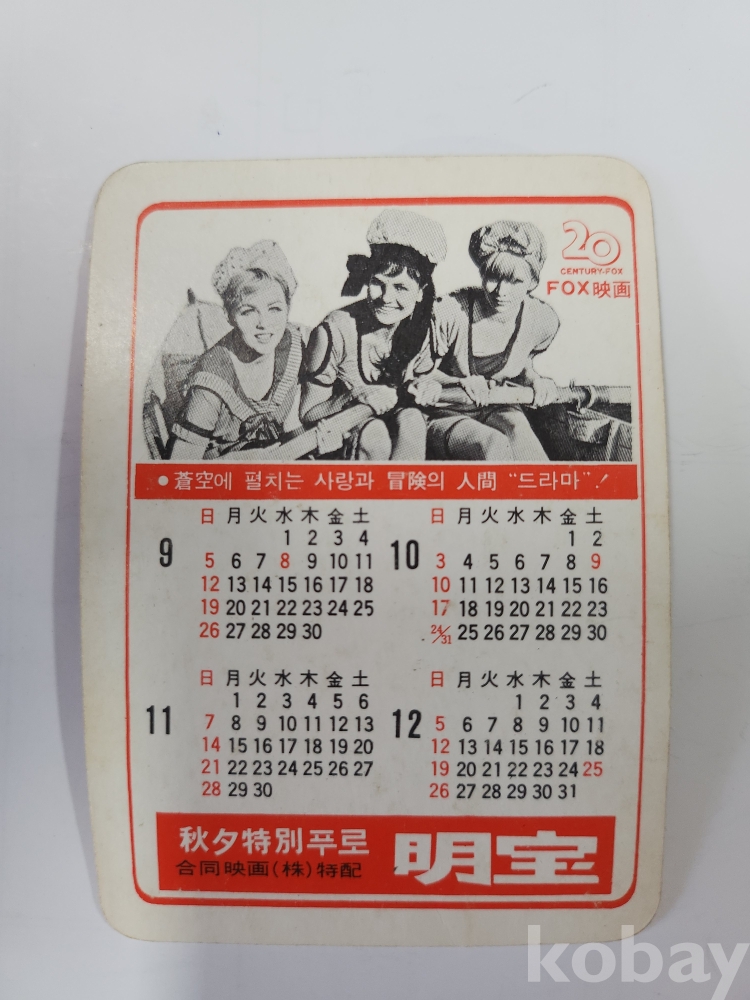 20
CENTURY-FOX
FOX映画
• 蒼空에 펼치는 사랑과 冒険의 人間 “드라마”!
9
日 月 火 水 木 金 土
1 2 3 4
5 6 7 8 9 10 11
12 13 14 15 16 17 18
19 20 21 22 23 24 25
26 27 28 29 30
10
日 月 火 水 木 金 土
1 2
3 4 5 6 7 8 9
10 11 12 13 14 15 16
17 18 19 20 21 22 23
24/31 25 26 27 28 29 30
11
日 月 火 水 木 金 土
1 2 3 4 5 6
7 8 9 10 11 12 13
14 15 16 17 18 19 20
21 22 23 24 25 26 27
28 29 30
12
日 月 火 水 木 金 土
1 2 3 4
5 6 7 8 9 10 11
12 13 14 15 16 17 18
19 20 21 22 23 24 25
26 27 28 29 30 31
秋夕特別푸로
合同映画(株)特配
明宝
kobay